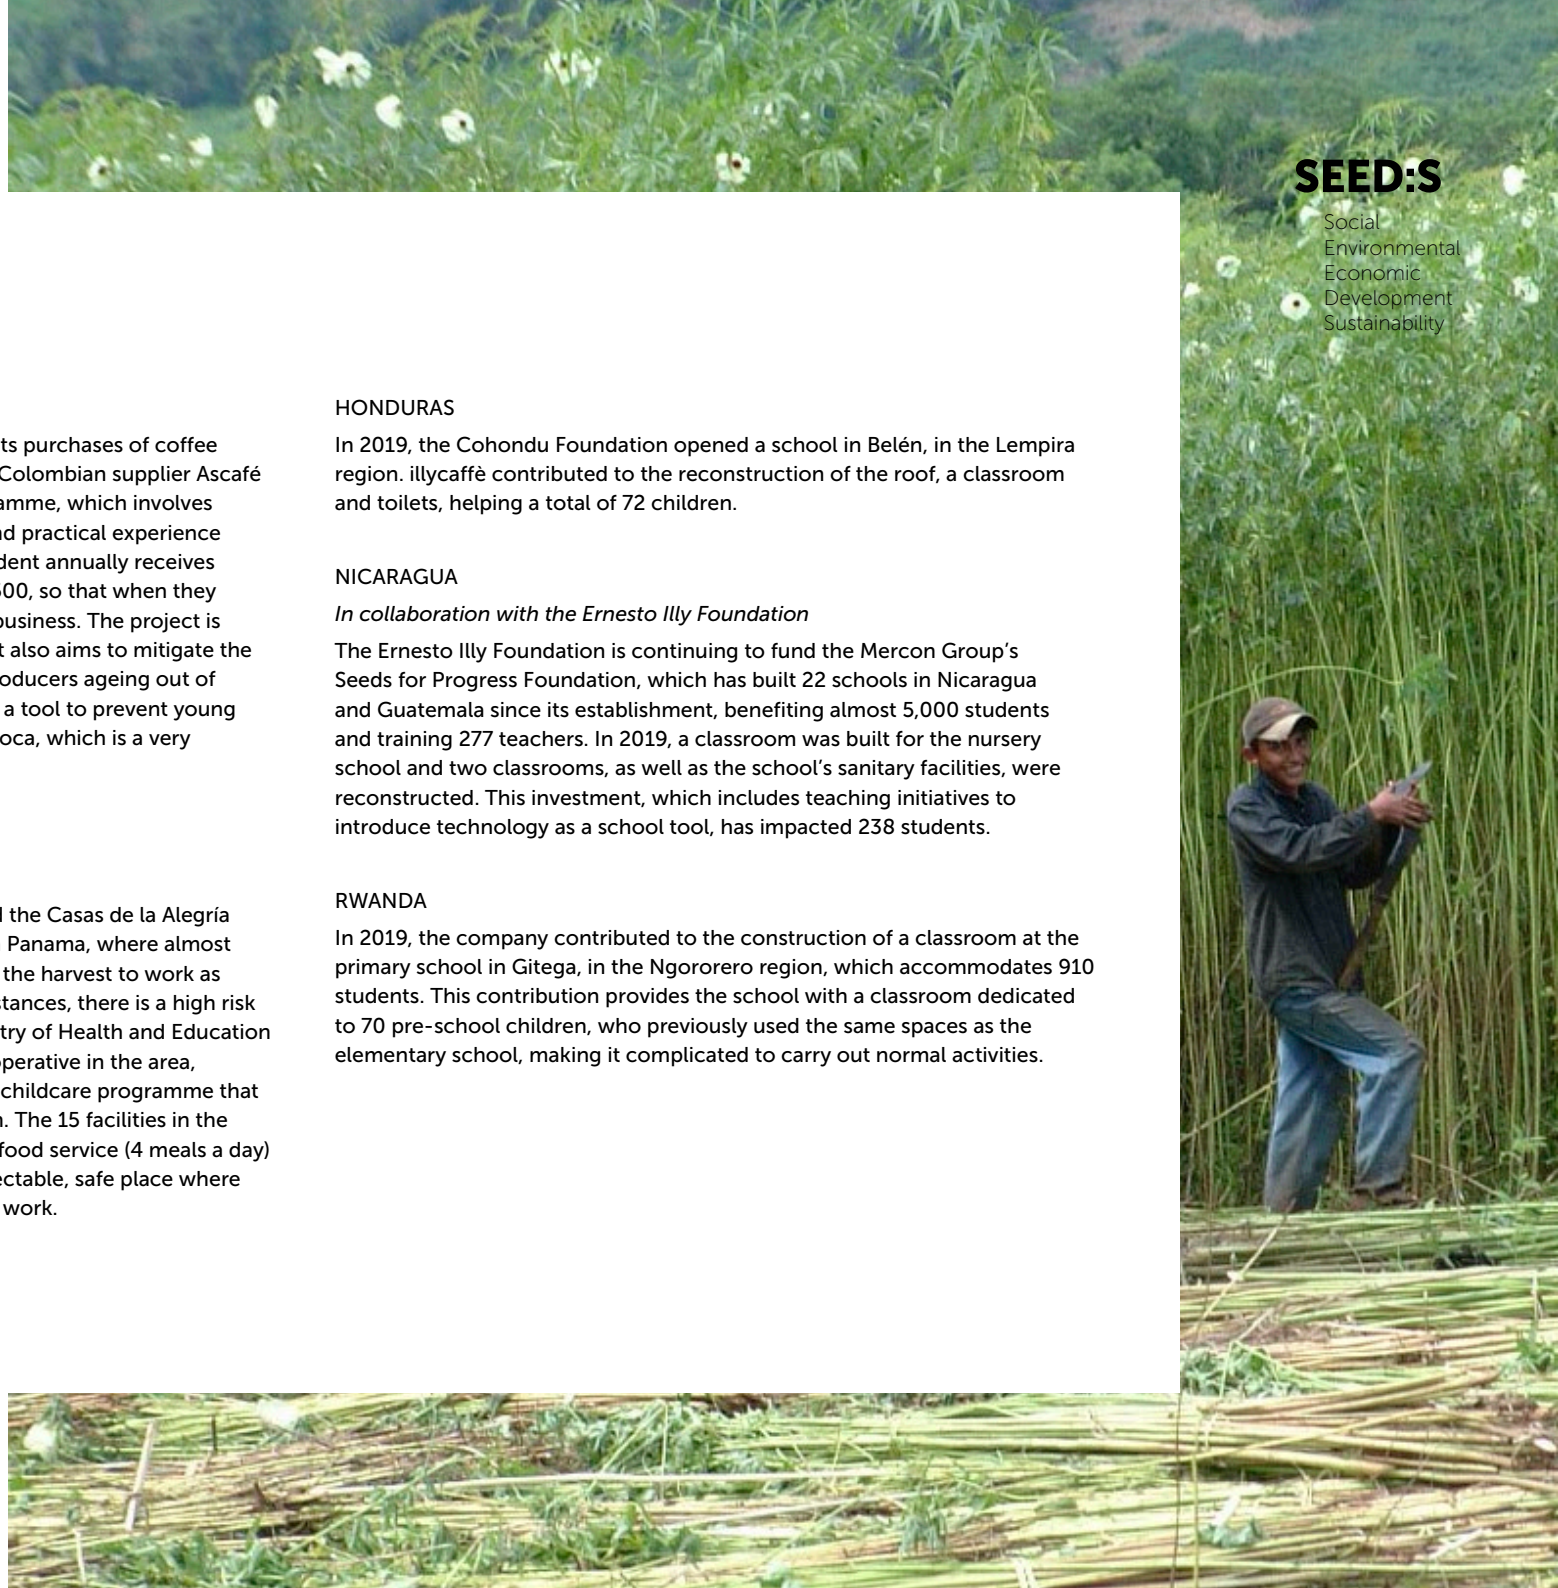 SEED:S
Social
Environmental
Economic
Development
Sustainability
purchases of coffee
Colombian supplier Ascafé
which involves
practical experience
annually receives
so that when they
The project is
also aims to mitigate the
ageing out of
a tool to prevent young
which is a very
the Casas de la Alegría
Panama, where almost
the harvest to work as
there is a high risk
of Health and Education
in the area,
childcare programme that
The 15 facilities in the
food service (4 meals a day)
safe place where
work.
HONDURAS
In 2019, the Cohondu Foundation opened a school in Belén, in the Lempira
region. illycaffè contributed to the reconstruction of the roof, a classroom
and toilets, helping a total of 72 children.
NICARAGUA
In collaboration with the Ernesto Illy Foundation
The Ernesto Illy Foundation is continuing to fund the Mercon Group’s
Seeds for Progress Foundation, which has built 22 schools in Nicaragua
and Guatemala since its establishment, benefiting almost 5,000 students
and training 277 teachers. In 2019, a classroom was built for the nursery
school and two classrooms, as well as the school’s sanitary facilities, were
reconstructed. This investment, which includes teaching initiatives to
introduce technology as a school tool, has impacted 238 students.
RWANDA
In 2019, the company contributed to the construction of a classroom at the
primary school in Gitega, in the Ngororero region, which accommodates 910
students. This contribution provides the school with a classroom dedicated
to 70 pre-school children, who previously used the same spaces as the
elementary school, making it complicated to carry out normal activities.